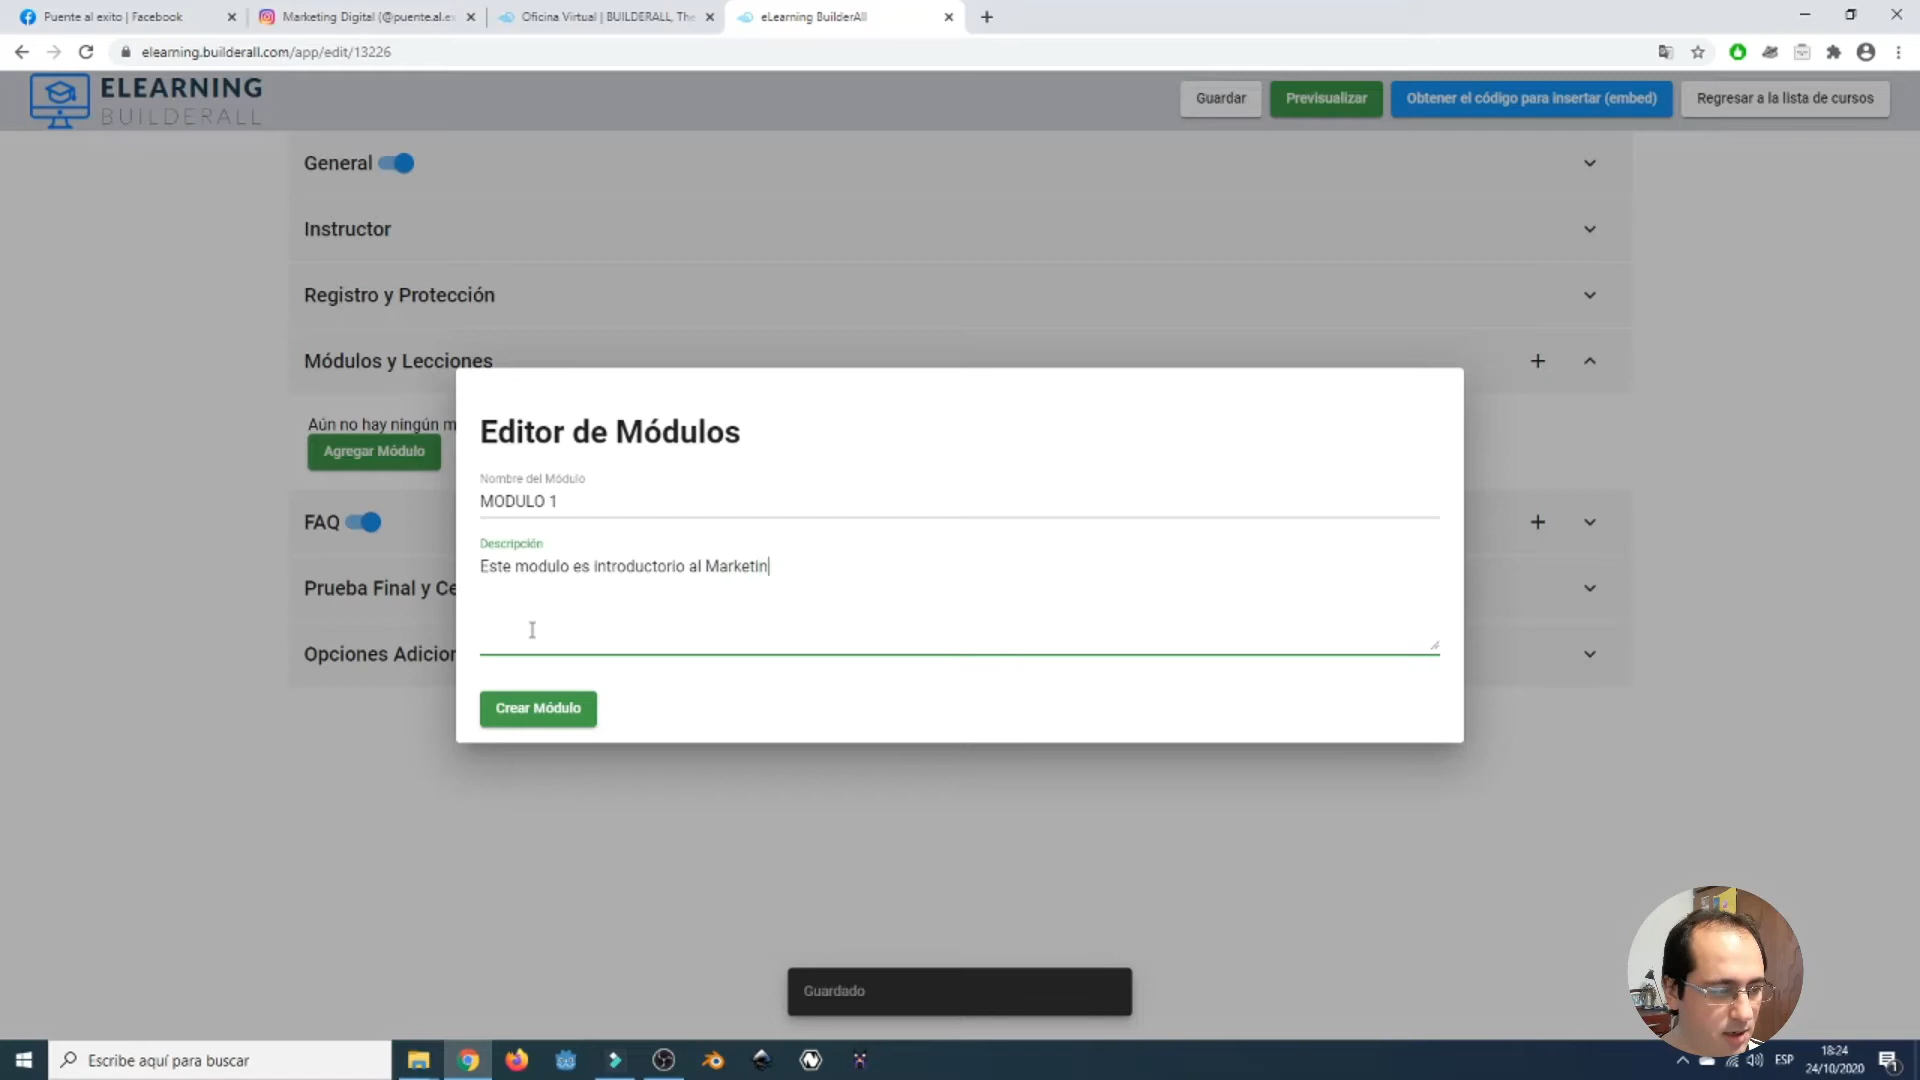 Puente al exito | Facebook
Marketing Digital (@puente.al.ex
Oficina Virtual | BUILDERALL, The
eLearning BuilderAll
elearning.builderall.com/app/edit/13226
ELEARNING
BUILDERALL
Guardar
Previsualizar
Obtener el código para insertar (embed)
Regresar a la lista de cursos
General
Instructor
Registro y Protección
Módulos y Lecciones
Aún no hay ningún m
Agregar Módulo
FAQ
Prueba Final y Ce
Opciones Adicior
Editor de Módulos
Nombre del Módulo
MODULO 1
Descripción
Este modulo es introductorio al Marketin
Crear Módulo
Guardado
Escribe aquí para buscar
ESP
18:24
24/10/2020
1